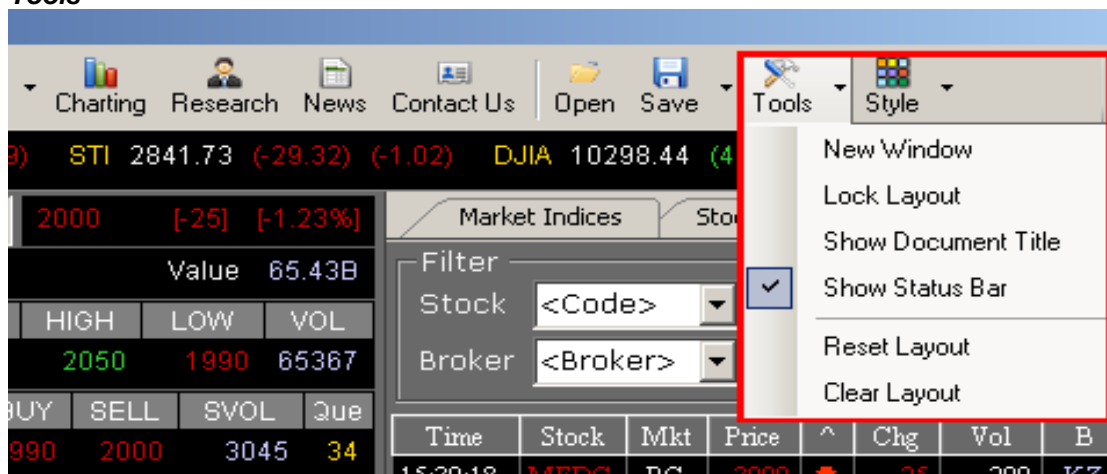 Tools
Charting Research News Contact Us Open Save Tools Style
STI 2841.73 (-29.32) (-1.02) DJIA 10298.44 (4
New Window
Lock Layout
Show Document Title
Show Status Bar
Reset Layout
Clear Layout
2000 [-25] [-1.23%]
Value 65.43B
HIGH LOW VOL
2050 1990 65367
SELL SVOL Que
2000 3045 34
Market Indices
Filter
Stock <Code>
Broker <Broker>
Time Stock Mkt Price ^ Chg Vol B